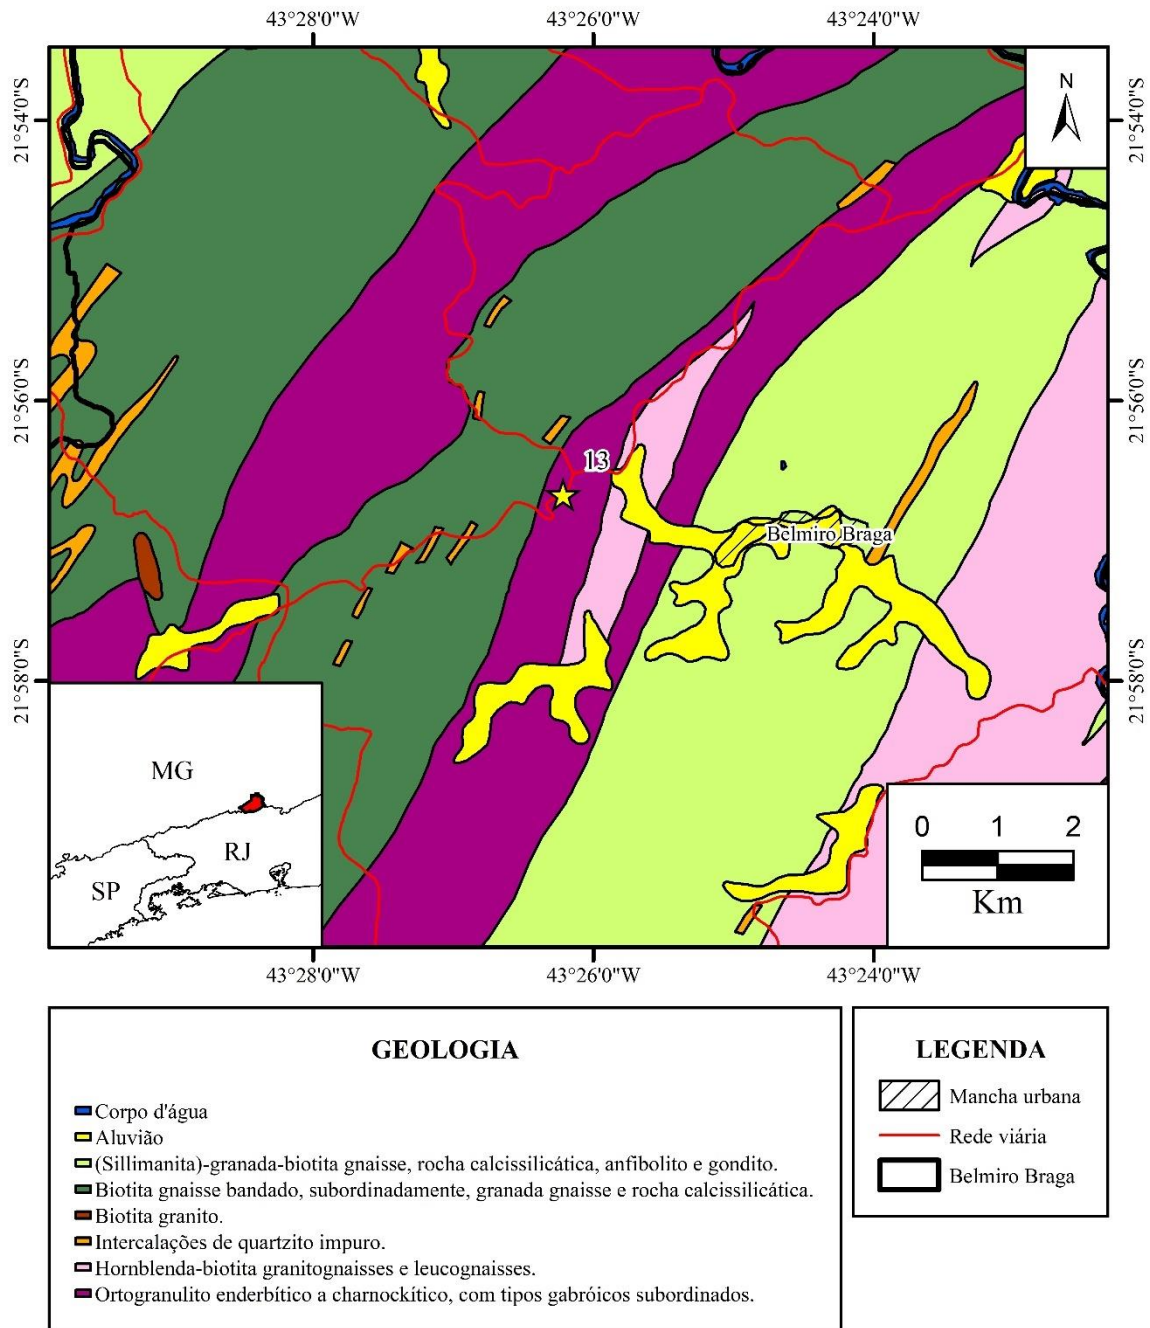 43°28'0"W 43°26'0"W 43°24'0"W
21°54'0"S N 21°54'0"S
21°56'0"S 21°56'0"S
13
Belmiro Braga
21°58'0"S 21°58'0"S
MG
RJ
SP
0 1 2
Km
43°28'0"W 43°26'0"W 43°24'0"W
GEOLOGIA
Corpo d'água
Aluvião
(Sillimanita)-granada-biotita gnaisse, rocha calcissilicática, anfibolito e gondito.
Biotita gnaisse bandado, subordinadamente, granada gnaisse e rocha calcissilicática.
Biotita granito.
Intercalações de quartzito impuro.
Hornblenda-biotita granitognaisses e leucognaisses.
Ortogranulito enderbítico a charnockítico, com tipos gabróicos subordinados.
LEGENDA
Mancha urbana
Rede viária
Belmiro Braga